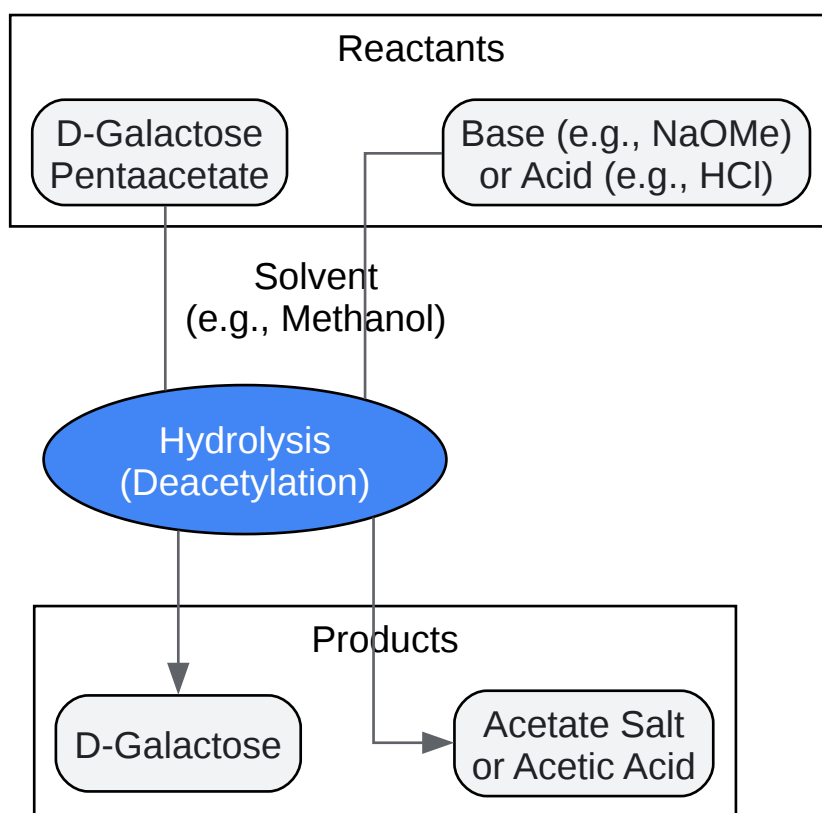 Reactants
D-Galactose
Pentaacetate
Base (e.g., NaOMe)
or Acid (e.g., HCl)
Solvent
(e.g., Methanol)
Hydrolysis
(Deacetylation)
Products
D-Galactose
Acetate Salt
or Acetic Acid